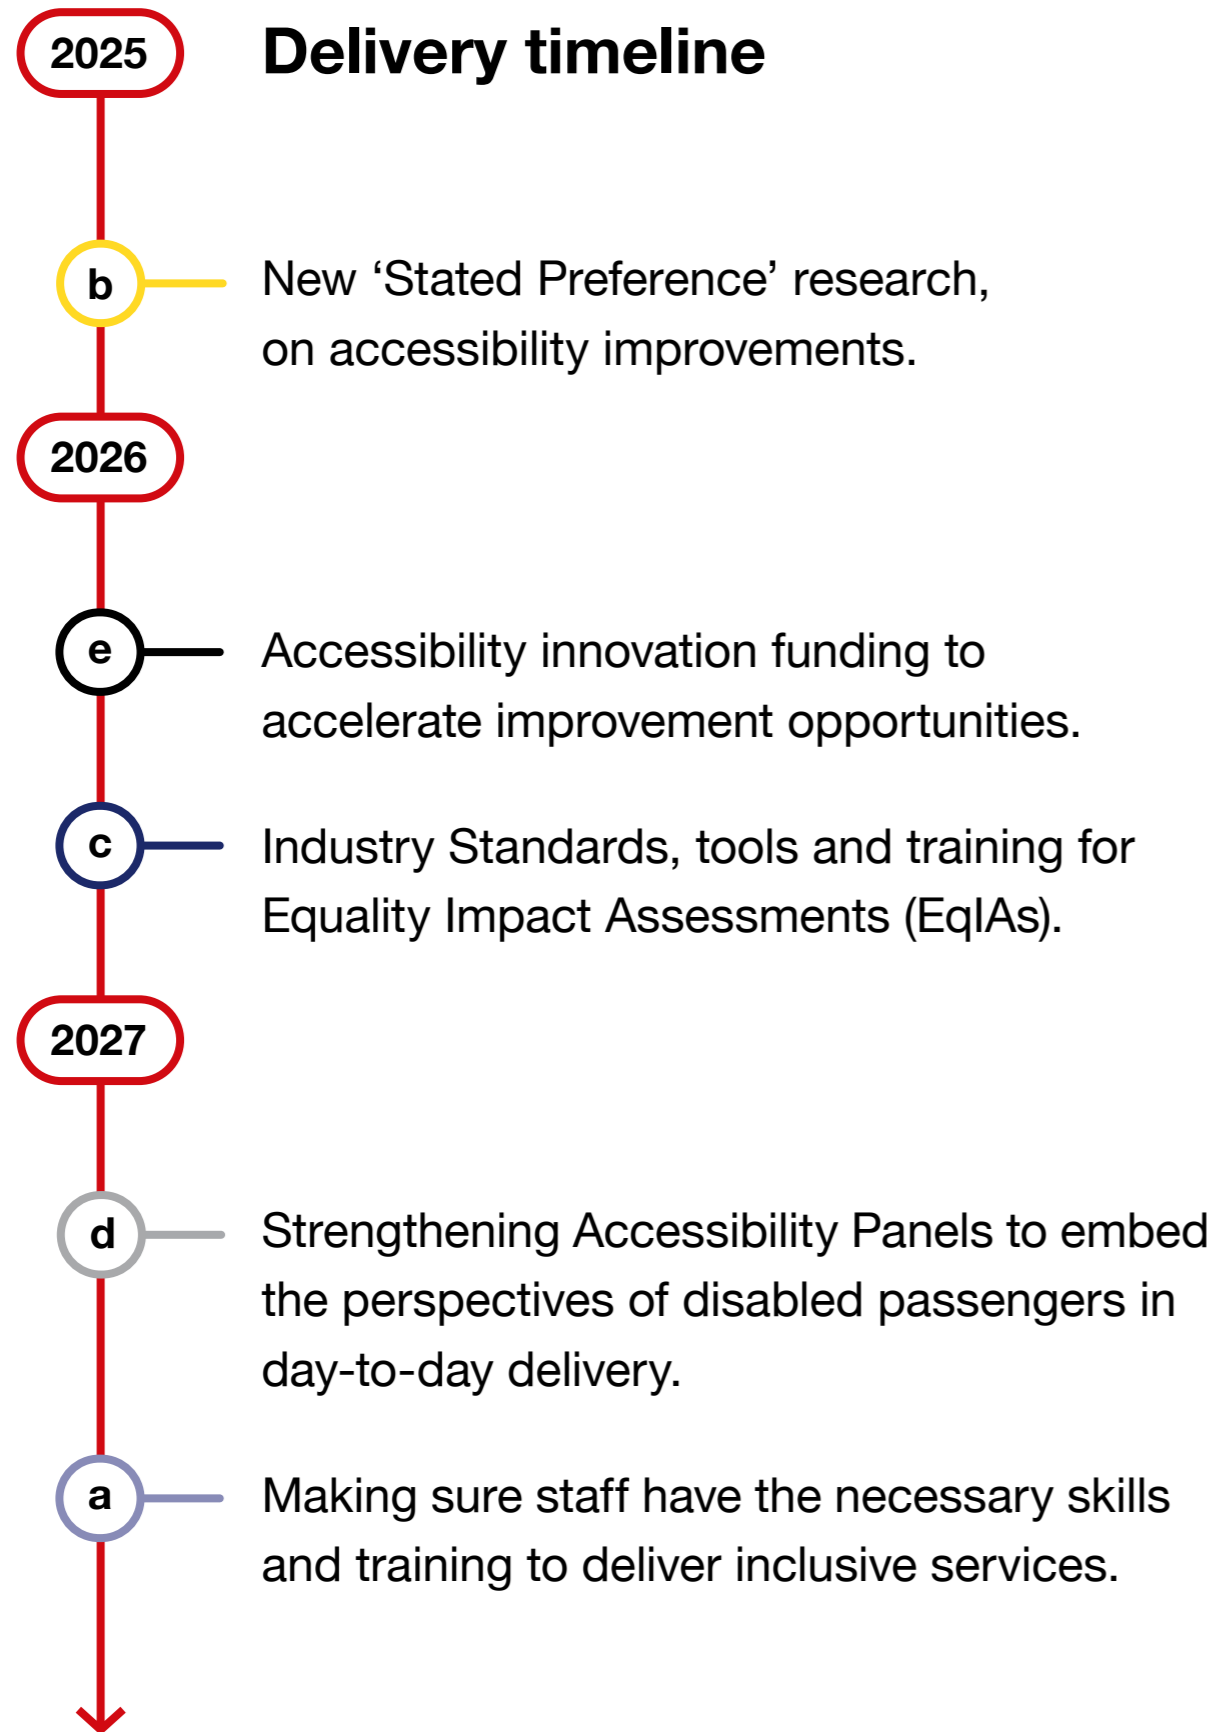 2025
Delivery timeline
b
New ‘Stated Preference’ research,
on accessibility improvements.
2026
e
Accessibility innovation funding to
accelerate improvement opportunities.
c
Industry Standards, tools and training for
Equality Impact Assessments (EqIAs).
2027
d
Strengthening Accessibility Panels to embed
the perspectives of disabled passengers in
day-to-day delivery.
a
Making sure staff have the necessary skills
and training to deliver inclusive services.